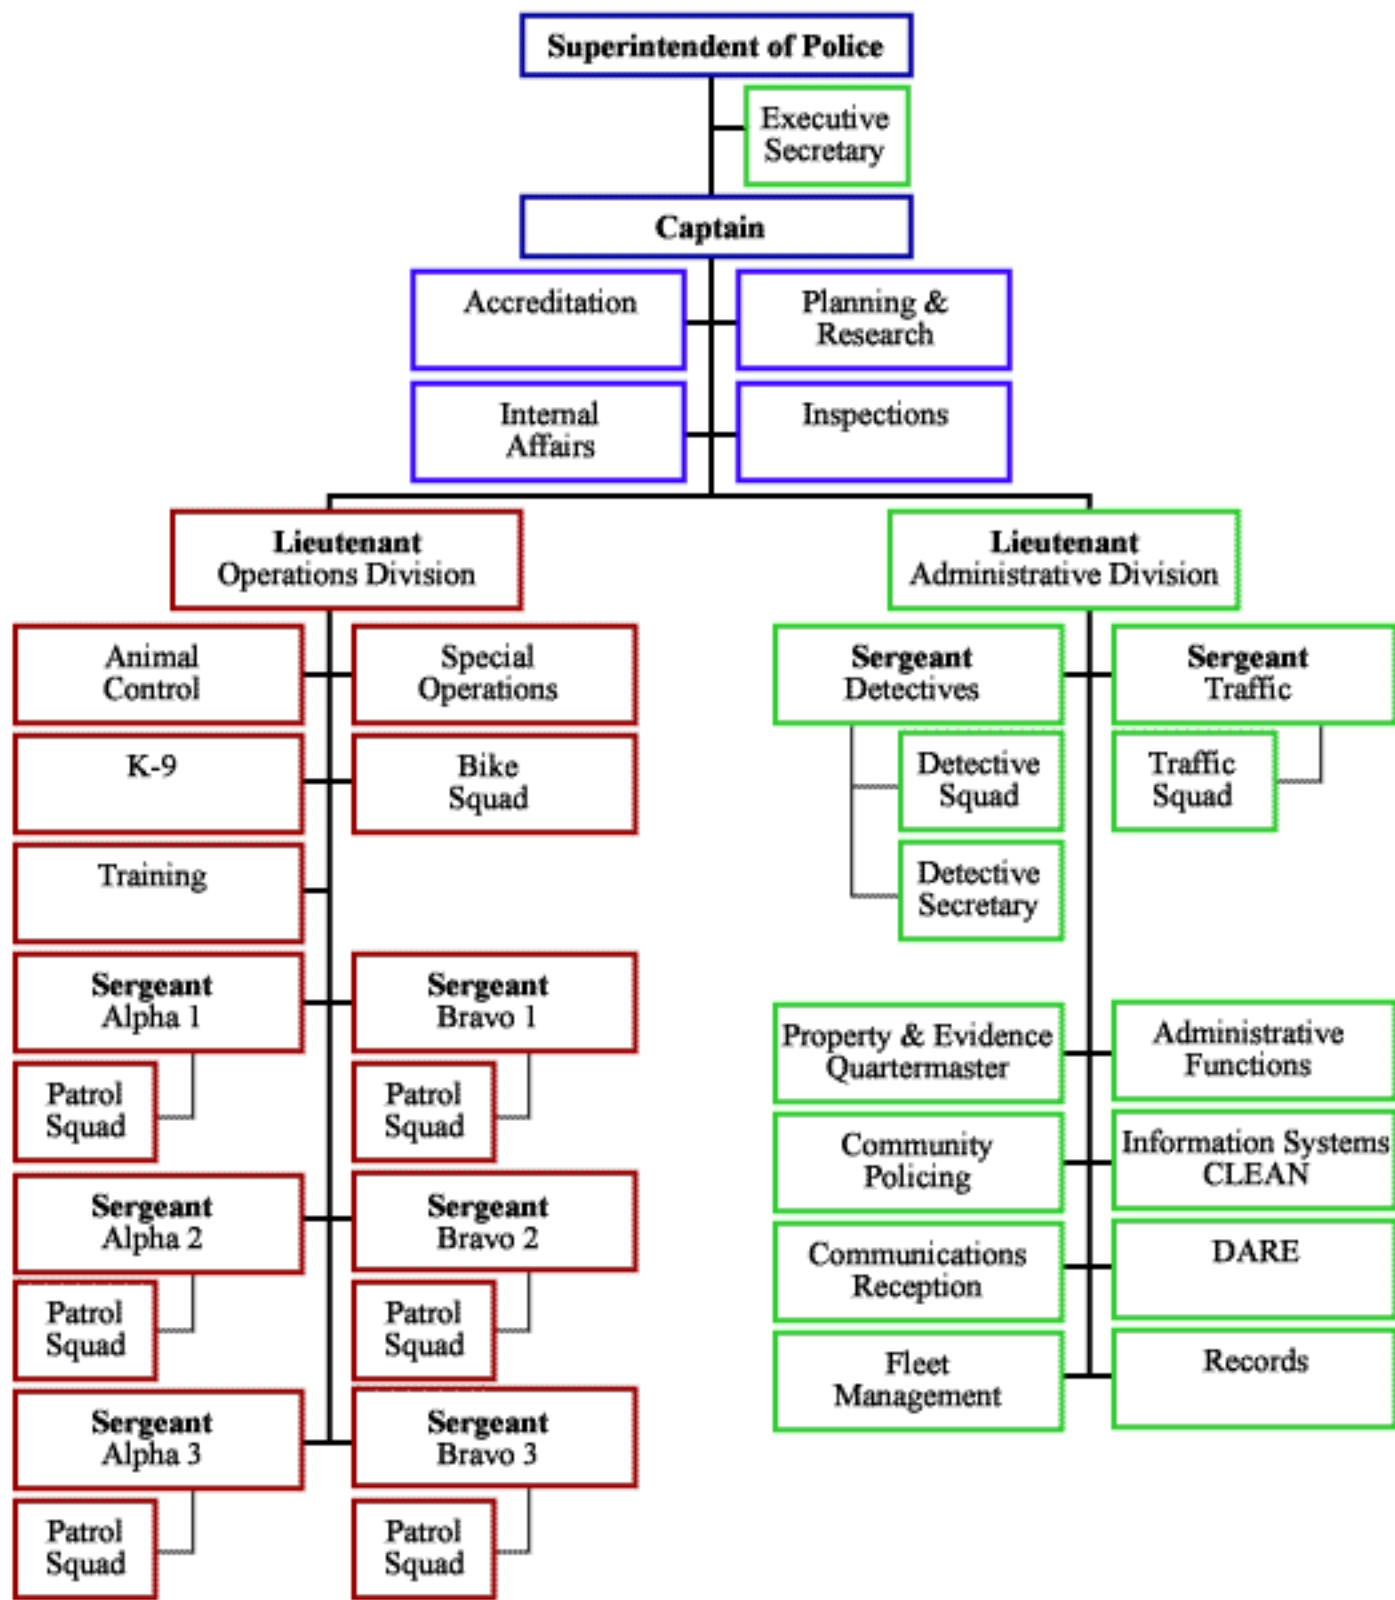 Superintendent of Police
Executive
Secretary
Captain
Accreditation
Planning &
Research
Internal
Affairs
Inspections
Lieutenant
Operations Division
Animal
Control
Special
Operations
K-9
Bike
Squad
Training
Sergeant
Alpha 1
Patrol
Squad
Sergeant
Bravo 1
Patrol
Squad
Sergeant
Alpha 2
Patrol
Squad
Sergeant
Bravo 2
Patrol
Squad
Sergeant
Alpha 3
Patrol
Squad
Sergeant
Bravo 3
Patrol
Squad
Lieutenant
Administrative Division
Sergeant
Detectives
Detective
Squad
Detective
Secretary
Sergeant
Traffic
Traffic
Squad
Property & Evidence
Quartermaster
Administrative
Functions
Community
Policing
Information Systems
CLEAN
Communications
Reception
DARE
Fleet
Management
Records